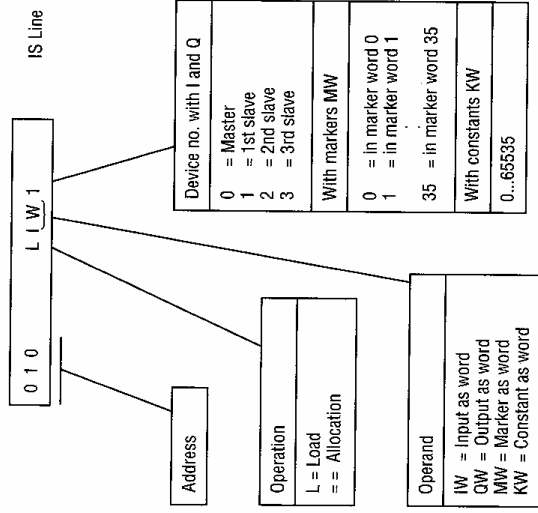 IS Line
0 1 0 L I W 1
Address
Operation
L = Load
= = Allocation
Operand
IW = Input as word
QW = Output as word
MW = Marker as word
KW = Constant as word
Device no. with I and Q
0 = Master
1 = 1st slave
2 = 2nd slave
3 = 3rd slave
With markers MW
0 = in marker word 0
1 = in marker word 1
35 = in marker word 35
With constants KW
0...65535